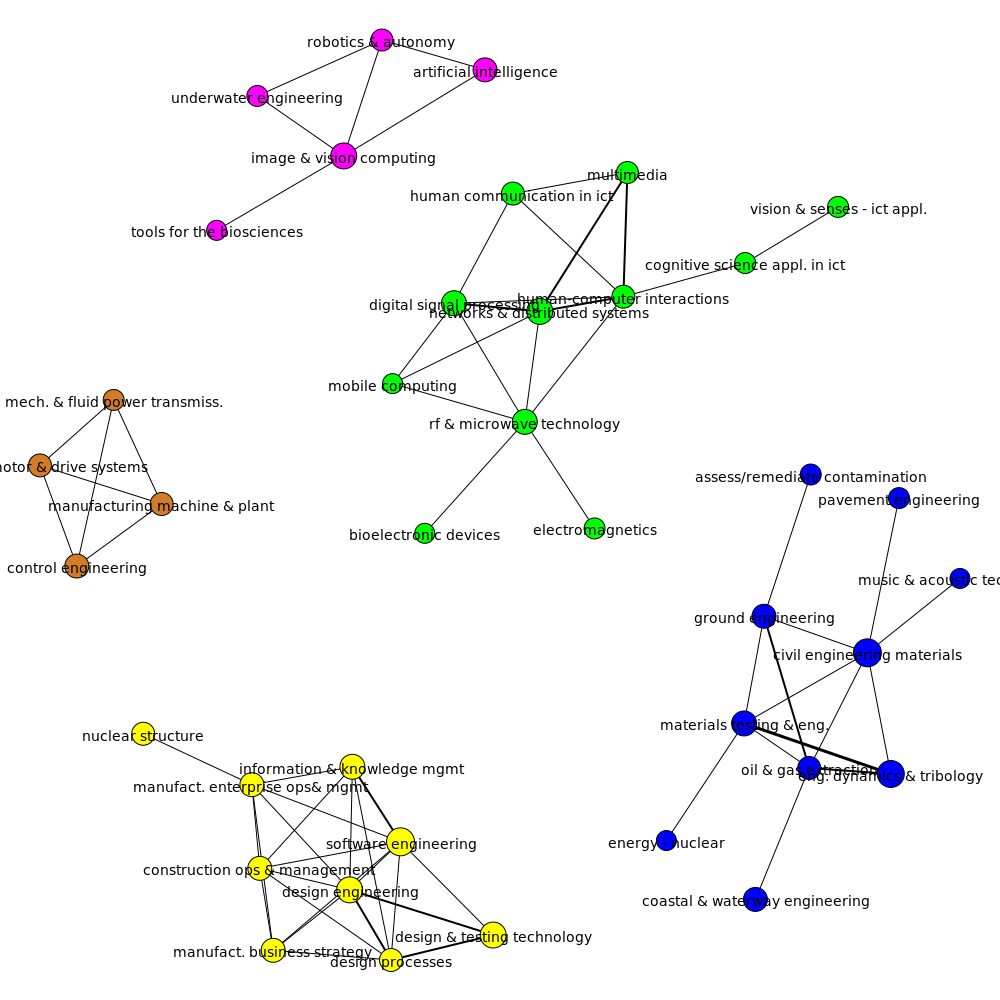 robotics & autonomy
artificial intelligence
underwater engineering
image & vision computing
tools for the biosciences
multimedia
human communication in ict
vision & senses - ict appl.
cognitive science appl. in ict
human-computer interactions
digital signal processing
networks & distributed systems
mobile computing
rf & microwave technology
bioelectronic devices
electromagnetics
mech. & fluid power transmiss.
motor & drive systems
manufacturing machine & plant
control engineering
assess/remediate contamination
pavement engineering
music & acoustic tec
ground engineering
civil engineering materials
materials testing & eng.
oil & gas extraction
eng. dynamics & tribology
energy - nuclear
coastal & waterway engineering
nuclear structure
information & knowledge mgmt
manufact. enterprise ops& mgmt
software engineering
construction ops & management
design engineering
design & testing technology
manufact. business strategy
design processes